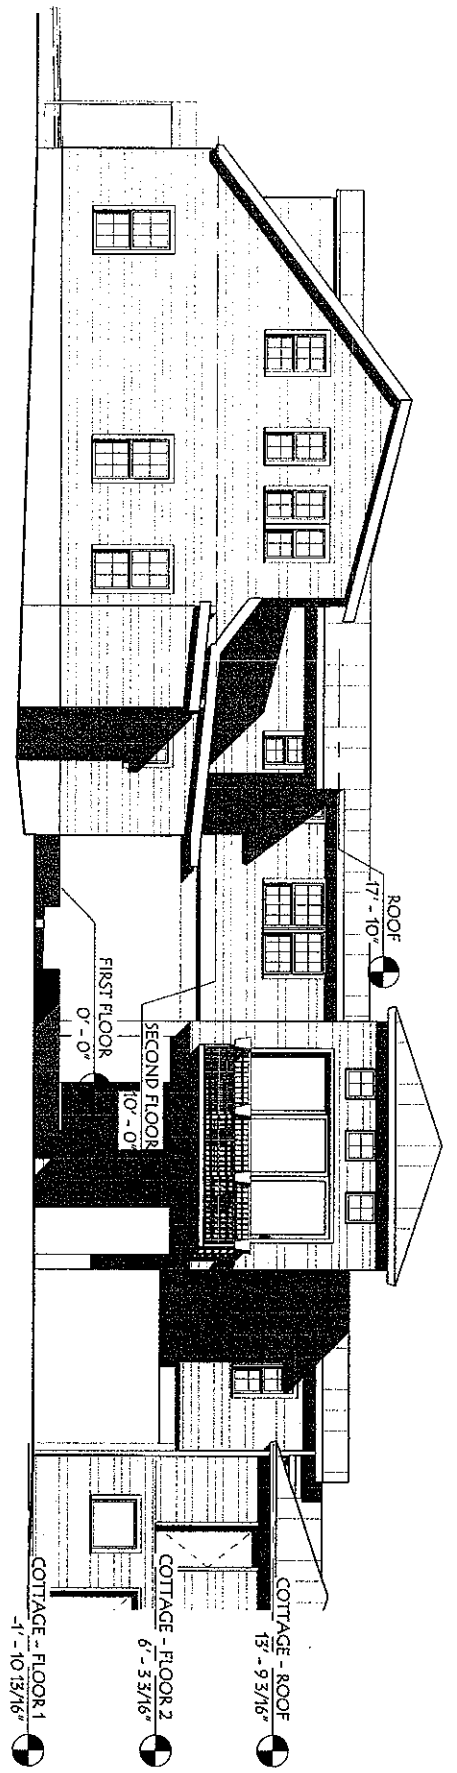 ROOF
17' - 10"
FIRST FLOOR
0' - 0"
SECOND FLOOR
10' - 0"
COTTAGE - ROOF
13' - 9 3/16"
COTTAGE - FLOOR 2
6' - 3 3/16"
COTTAGE - FLOOR 1
-1' - 10 13/16"